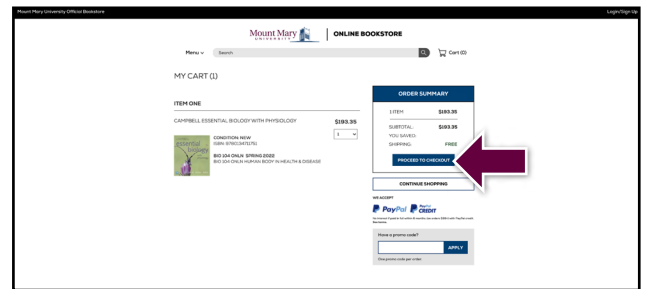 Mount Mary University Official Bookstore
Login/Sign Up
Mount Mary
UNIVERSITY
ONLINE BOOKSTORE
Menu
Search
Cart (0)
MY CART (1)
ITEM ONE
CAMPBELL ESSENTIAL BIOLOGY WITH PHYSIOLOGY
$193.35
1
essential
biology
CONDITION: NEW
ISBN: 9780134711751
BIO 104 ONLN SPRING 2022
BIO 104 ONLN HUMAN BODY IN HEALTH & DISEASE
ORDER SUMMARY
1 ITEM $193.35
SUBTOTAL: $193.35
YOU SAVED:
SHIPPING: FREE
PROCEED TO CHECKOUT
CONTINUE SHOPPING
WE ACCEPT
PayPal PayPal CREDIT
Have a promo code?
APPLY
One promo code per order.